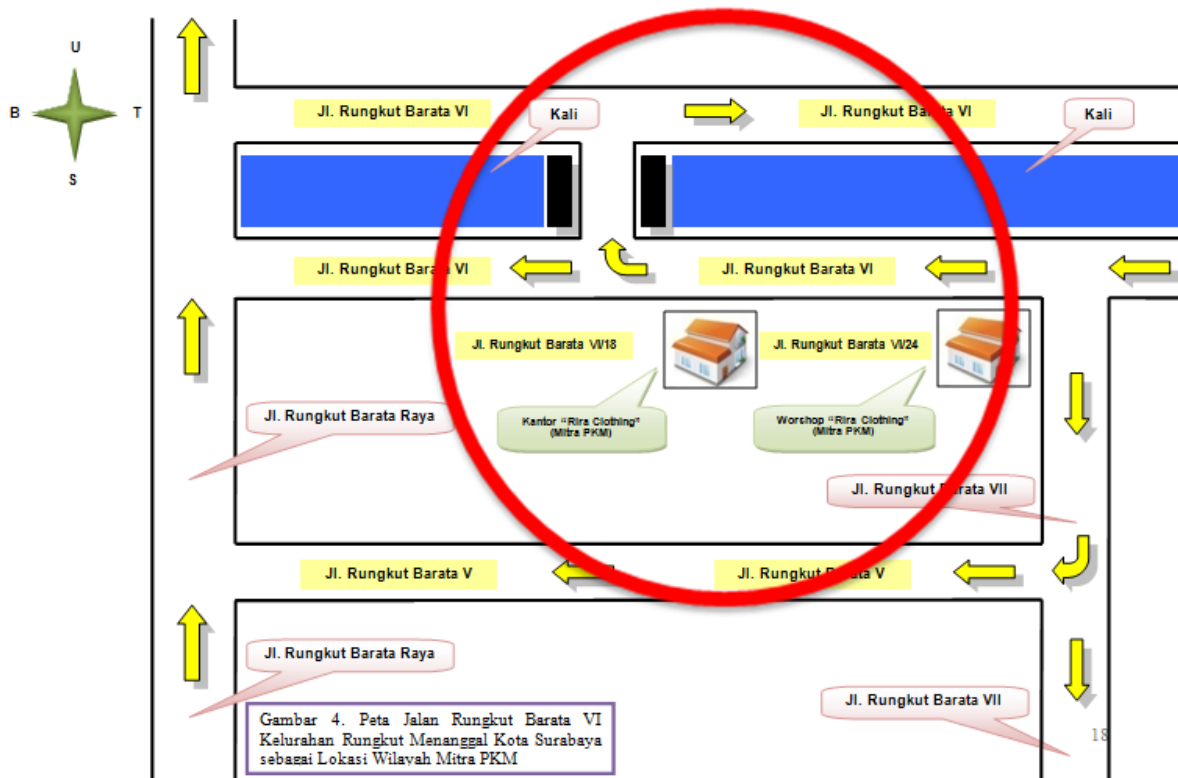 U
B
T
S
Jl. Rungkut Barata VI
Kali
Jl. Rungkut Barata VI
Kali
Jl. Rungkut Barata VI
Jl. Rungkut Barata VI
Jl. Rungkut Barata VI/18
Jl. Rungkut Barata VI/24
Jl. Rungkut Barata Raya
Kantor “Rira Clothing”
(Mitra PKM)
Worshop “Rira Clothing”
(Mitra PKM)
Jl. Rungkut Barata VII
Jl. Rungkut Barata V
Jl. Rungkut Barata V
Jl. Rungkut Barata Raya
Jl. Rungkut Barata VII
Gambar 4. Peta Jalan Rungkut Barata VI
Kelurahan Rungkut Menanggal Kota Surabaya
sebagai Lokasi Wilayah Mitra PKM
18